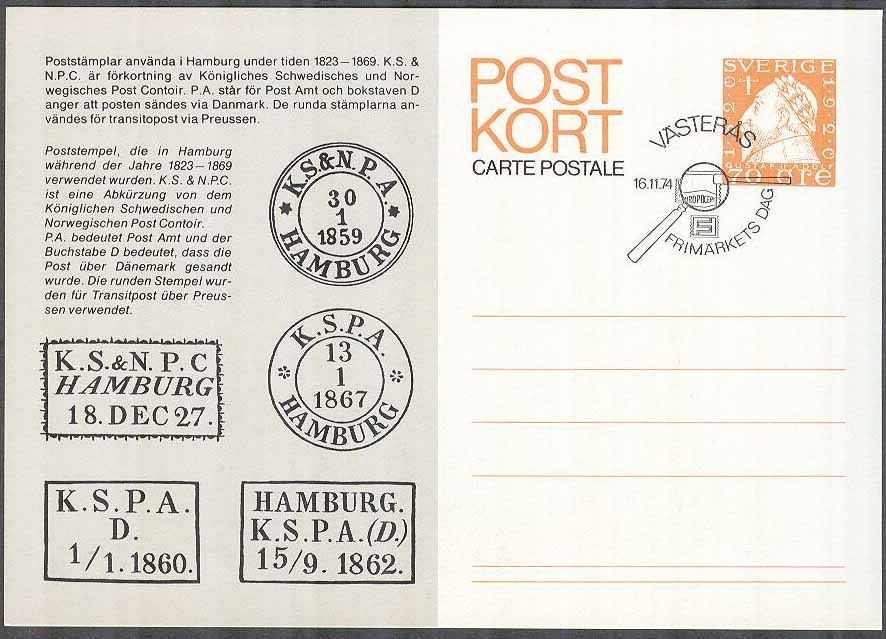 Poststämplar använda i Hamburg under tiden 1823–1869. K.S. &
N.P.C. är förkortning av Königliches Schwedisches und Nor-
wegisches Post Contoir. P.A. står för Post Amt och bokstaven D
anger att posten sändes via Danmark. De runda stämplarna an-
vändes för transitopost via Preussen.
Poststempel, die in Hamburg
während der Jahre 1823–1869
verwendet wurden. K.S. & N.P.C.
ist eine Abkürzung von dem
Königlichen Schwedischen und
Norwegischen Post Contoir.
P.A. bedeutet Post Amt und der
Buchstabe D bedeutet, dass die
Post über Dänemark gesandt
wurde. Die runden Stempel wur-
den für Transitpost über Preus-
sen verwendet.
K.S.&N.P.A.
30
1
1859
HAMBURG
K.S.P.A.
13
1
1867
HAMBURG
K.S.&N.P.C
HAMBURG
18.DEC 27.
K.S.P.A.
D.
1/1.1860.
HAMBURG.
K.S.P.A.(D.)
15/9.1862.
POST
KORT
CARTE POSTALE
SVERIGE
1920
1920
GUSTAF II ADOLF
70 ÖRE
VÄSTERÅS
16.11.74
FRIMÄRKETS DAG